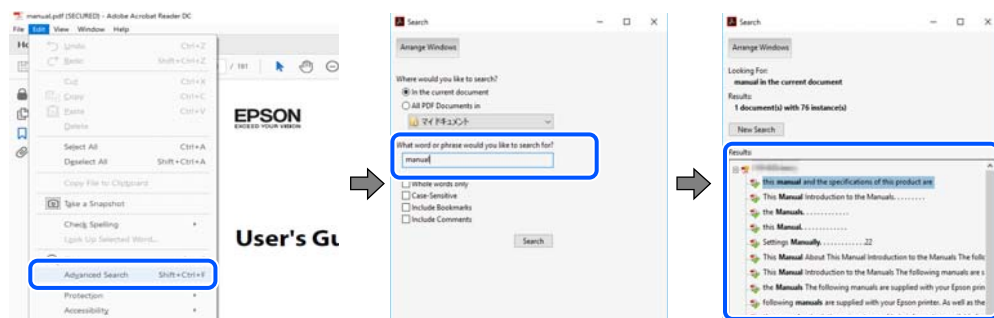 manual.pdf (SECURED) - Adobe Acrobat Reader DC
File Edit View Window Help
Undo Ctrl+Z
Redo Shift+Ctrl+Z
Cut Ctrl+X
Copy Ctrl+C
Paste Ctrl+V
Delete
Select All Ctrl+A
Deselect All Shift+Ctrl+A
Copy File to Clipboard
Take a Snapshot
Check Spelling
Look Up Selected Word...
Advanced Search Shift+Ctrl+F
Protection
Accessibility
/ 191
EPSON
EXCEED YOUR VISION
User's Gu
Search
Arrange Windows
Where would you like to search?
In the current document
All PDF Documents in
マイ ドキュメント
What word or phrase would you like to search for?
manual
Whole words only
Case-Sensitive
Include Bookmarks
Include Comments
Search
Search
Arrange Windows
Looking For:
manual in the current document
Results:
1 document(s) with 76 instance(s)
New Search
Results:
this manual and the specifications of this product are
This Manual Introduction to the Manuals. . . . . . . . .
the Manuals. . . . . . . . . . . . .
this Manual. . . . . . . . . . . . .
Settings Manually. . . . . . . . . . . . .22
This Manual About This Manual Introduction to the Manuals The follo
This Manual Introduction to the Manuals The following manuals are s
the Manuals The following manuals are supplied with your Epson prin
following manuals are supplied with your Epson printer. As well as the